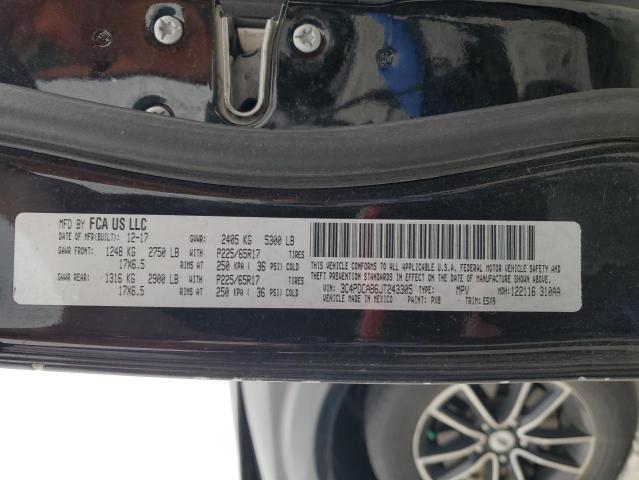 MFD BY FCA US LLC
DATE OF MFR(BUILT): 12-17 GVWR: 2405 KG 5300 LB
GAWR FRONT: 1248 KG 2750 LB WITH P225/65R17 TIRES
17X6.5 RIMS AT 250 KPA ( 36 PSI) COLD
GAWR REAR: 1316 KG 2900 LB WITH P225/65R17 TIRES
17X6.5 RIMS AT 250 KPA ( 36 PSI) COLD
THIS VEHICLE CONFORMS TO ALL APPLICABLE U.S.A. FEDERAL MOTOR VEHICLE SAFETY AND
THEFT PREVENTION STANDARDS IN EFFECT ON THE DATE OF MANUFACTURE SHOWN ABOVE.
VIN: 3C4PDCAB6JT243305 TYPE: MPV MDH: 122116 310AA
MADE IN MEXICO PAINT: PX8 TRIM: E5X9